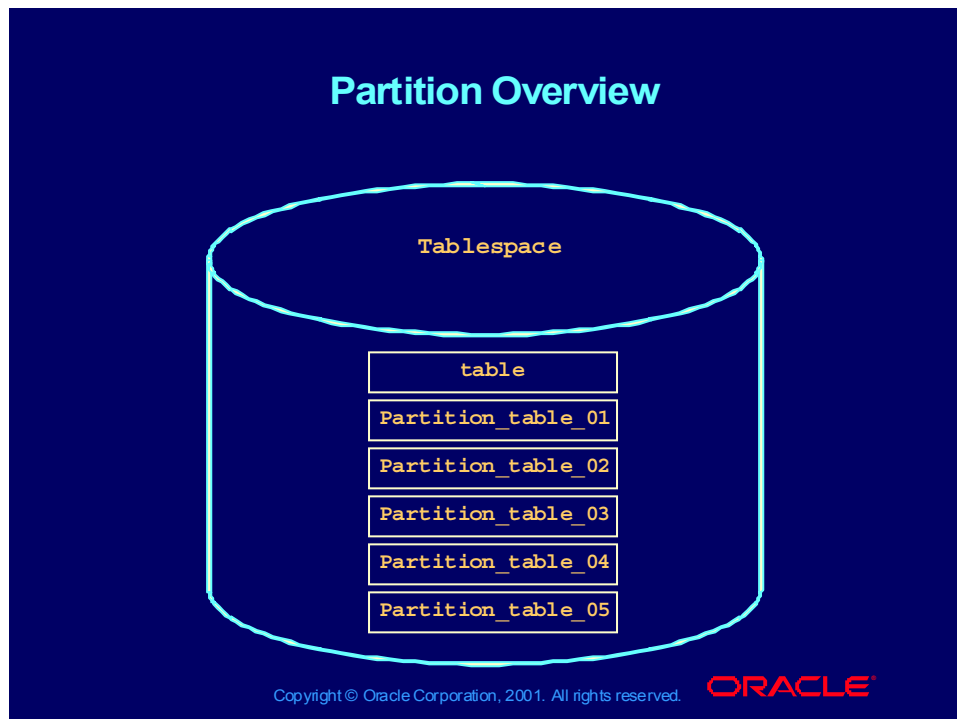 Partition Overview
Tablespace
table
Partition_table_01
Partition_table_02
Partition_table_03
Partition_table_04
Partition_table_05
Copyright © Oracle Corporation, 2001. All rights reserved.
ORACLE®